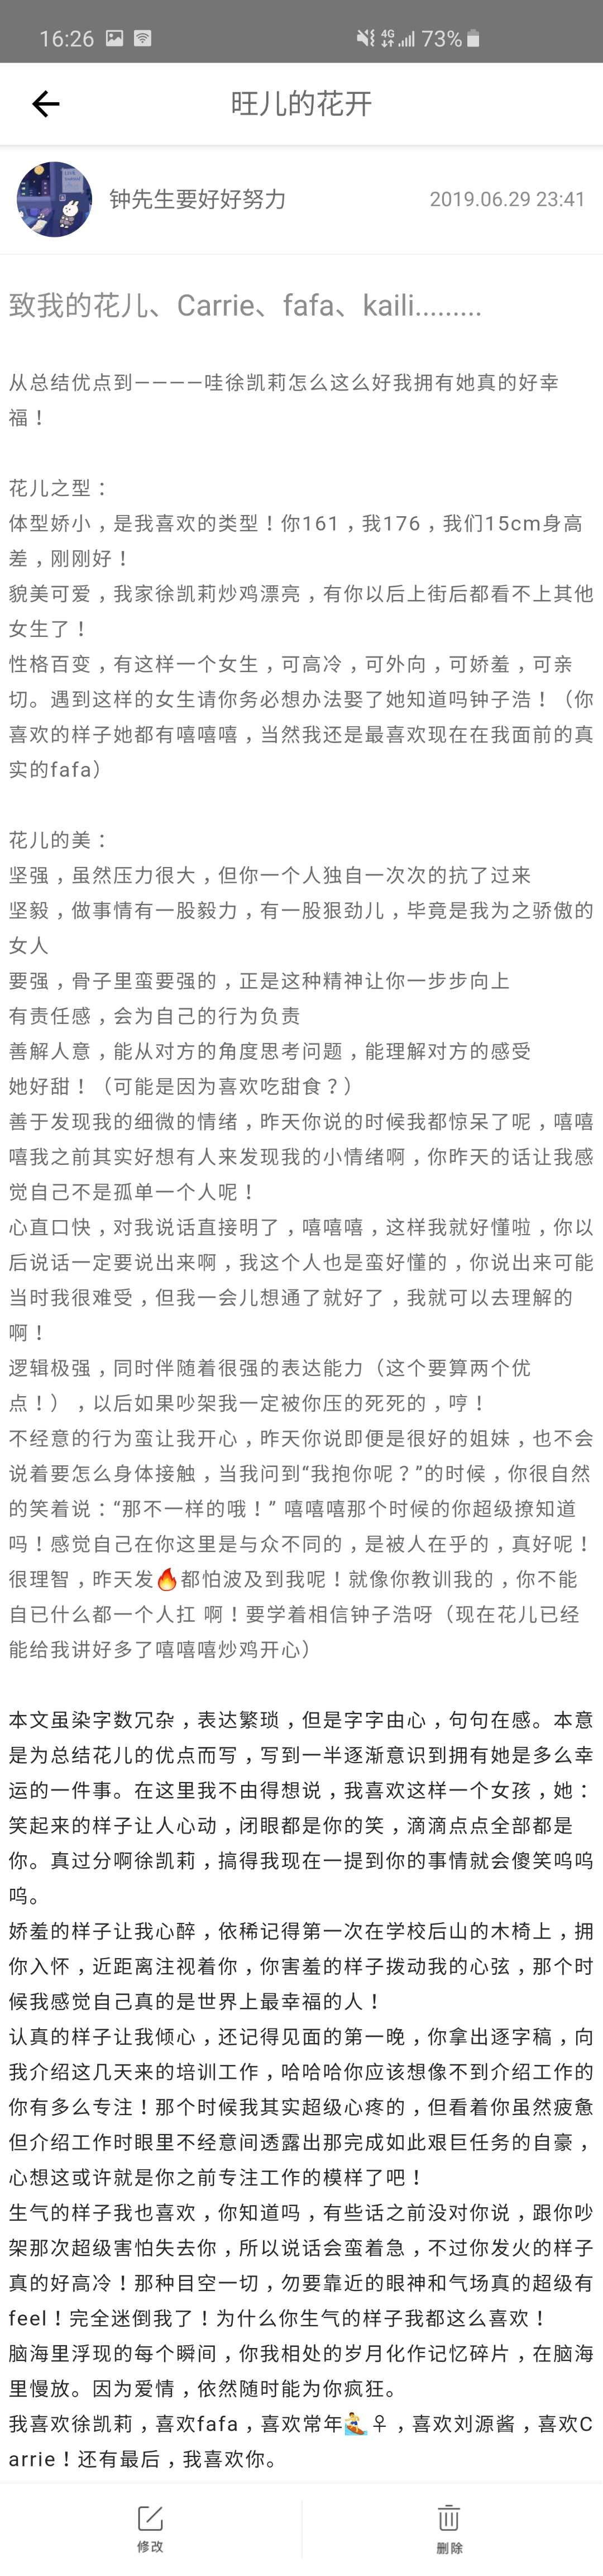 16:26
4G
73%
旺儿的花开
钟先生要好好努力
2019.06.29 23:41
致我的花儿、Carrie、fafa、kaili.........
从总结优点到————哇徐凯莉怎么这么好我拥有她真的好幸
福！
花儿之型：
体型娇小，是我喜欢的类型！你161，我176，我们15cm身高
差，刚刚好！
貌美可爱，我家徐凯莉炒鸡漂亮，有你以后上街后都看不上其他
女生了！
性格百变，有这样一个女生，可高冷，可外向，可娇羞，可亲
切。遇到这样的女生请你务必想办法娶了她知道吗钟子浩！（你
喜欢的样子她都有嘻嘻嘻，当然我还是最喜欢现在在我面前的真
实的fafa）
花儿的美：
坚强，虽然压力很大，但你一个人独自一次次的抗了过来
坚毅，做事情有一股毅力，有一股狠劲儿，毕竟是我为之骄傲的
女人
要强，骨子里蛮要强的，正是这种精神让你一步步向上
有责任感，会为自己的行为负责
善解人意，能从对方的角度思考问题，能理解对方的感受
她好甜！（可能是因为喜欢吃甜食？）
善于发现我的细微的情绪，昨天你说的时候我都惊呆了呢，嘻嘻
嘻我之前其实好想有人来发现我的小情绪啊，你昨天的话让我感
觉自己不是孤单一个人呢！
心直口快，对我说话直接明了，嘻嘻嘻，这样我就好懂啦，你以
后说话一定要说出来啊，我这个人也是蛮好懂的，你说出来可能
当时我很难受，但我一会儿想通了就好了，我就可以去理解的
啊！
逻辑极强，同时伴随着很强的表达能力（这个要算两个优
点！），以后如果吵架我一定被你压的死死的，哼！
不经意的行为蛮让我开心，昨天你说即便是很好的姐妹，也不会
说着要怎么身体接触，当我问到“我抱你呢？”的时候，你很自然
的笑着说：“那不一样的哦！” 嘻嘻嘻那个时候的你超级撩知道
吗！感觉自己在你这里是与众不同的，是被人在乎的，真好呢！
很理智，昨天发🔥都怕波及到我呢！就像你教训我的，你不能
自已什么都一个人扛 啊！要学着相信钟子浩呀（现在花儿已经
能给我讲好多了嘻嘻嘻炒鸡开心）
本文虽染字数冗杂，表达繁琐，但是字字由心，句句在感。本意
是为总结花儿的优点而写，写到一半逐渐意识到拥有她是多么幸
运的一件事。在这里我不由得想说，我喜欢这样一个女孩，她：
笑起来的样子让人心动，闭眼都是你的笑，滴滴点点全部都是
你。真过分啊徐凯莉，搞得我现在一提到你的事情就会傻笑呜呜
呜。
娇羞的样子让我心醉，依稀记得第一次在学校后山的木椅上，拥
你入怀，近距离注视着你，你害羞的样子拨动我的心弦，那个时
候我感觉自己真的是世界上最幸福的人！
认真的样子让我倾心，还记得见面的第一晚，你拿出逐字稿，向
我介绍这几天来的培训工作，哈哈哈你应该想像不到介绍工作的
你有多么专注！那个时候我其实超级心疼的，但看着你虽然疲惫
但介绍工作时眼里不经意间透露出那完成如此艰巨任务的自豪，
心想这或许就是你之前专注工作的模样了吧！
生气的样子我也喜欢，你知道吗，有些话之前没对你说，跟你吵
架那次超级害怕失去你，所以说话会蛮着急，不过你发火的样子
真的好高冷！那种目空一切，勿要靠近的眼神和气场真的超级有
feel！完全迷倒我了！为什么你生气的样子我都这么喜欢！
脑海里浮现的每个瞬间，你我相处的岁月化作记忆碎片，在脑海
里慢放。因为爱情，依然随时能为你疯狂。
我喜欢徐凯莉，喜欢fafa，喜欢常年🏄♀，喜欢刘源酱，喜欢C
arrie！还有最后，我喜欢你。
修改
删除